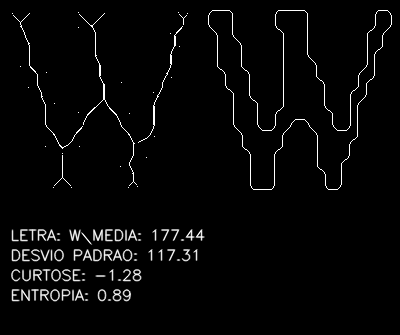 W W
LETRA: W\MEDIA: 177.44
DESVIO PADRAO: 117.31
CURTOSE: -1.28
ENTROPIA: 0.89